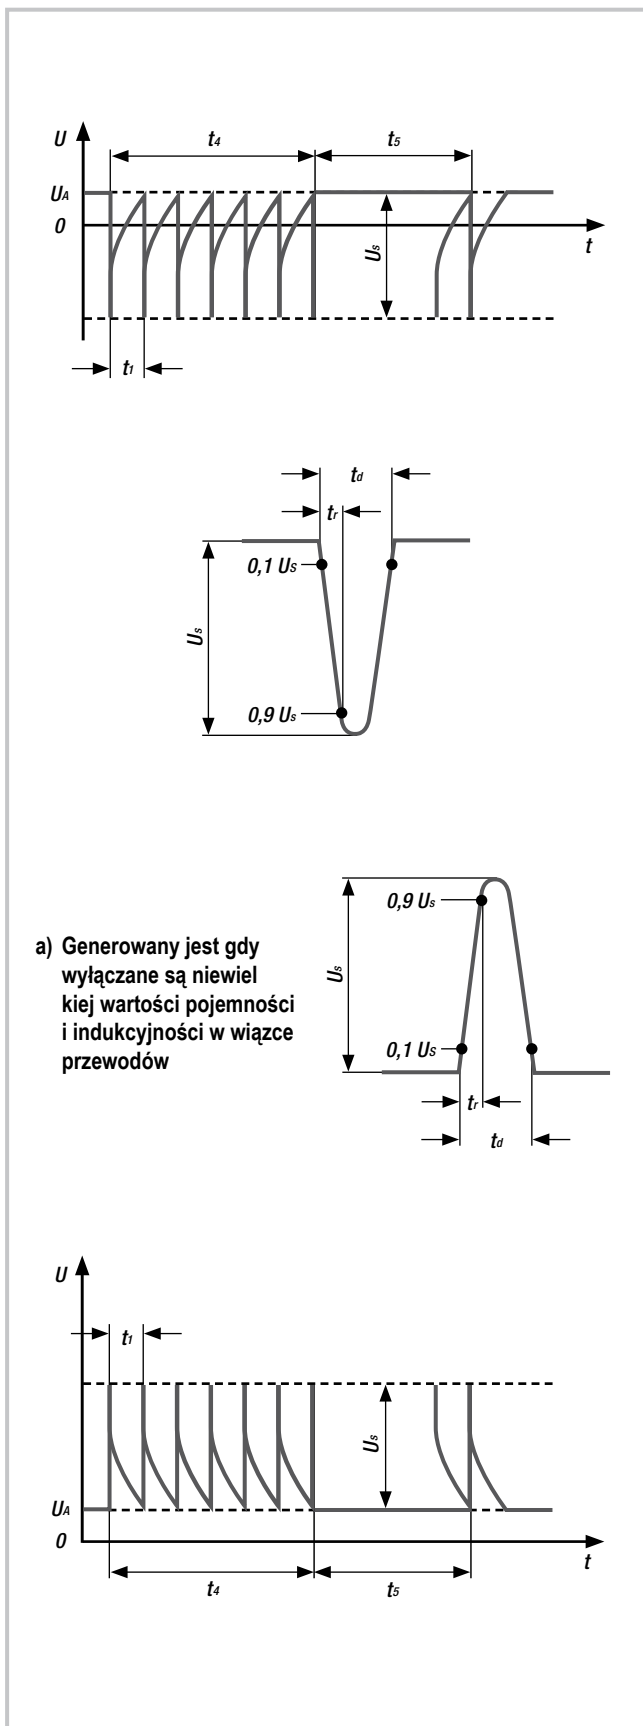 U
t4
t5
UA
0
Us
t
t1
td
tr
0,1 Us
Us
0,9 Us
0,9 Us
a) Generowany jest gdy
wyłączane są niewiel
kiej wartości pojemności
i indukcyjności w wiązce
przewodów
Us
0,1 Us
tr
td
U
t1
Us
UA
0
t
t4
t5